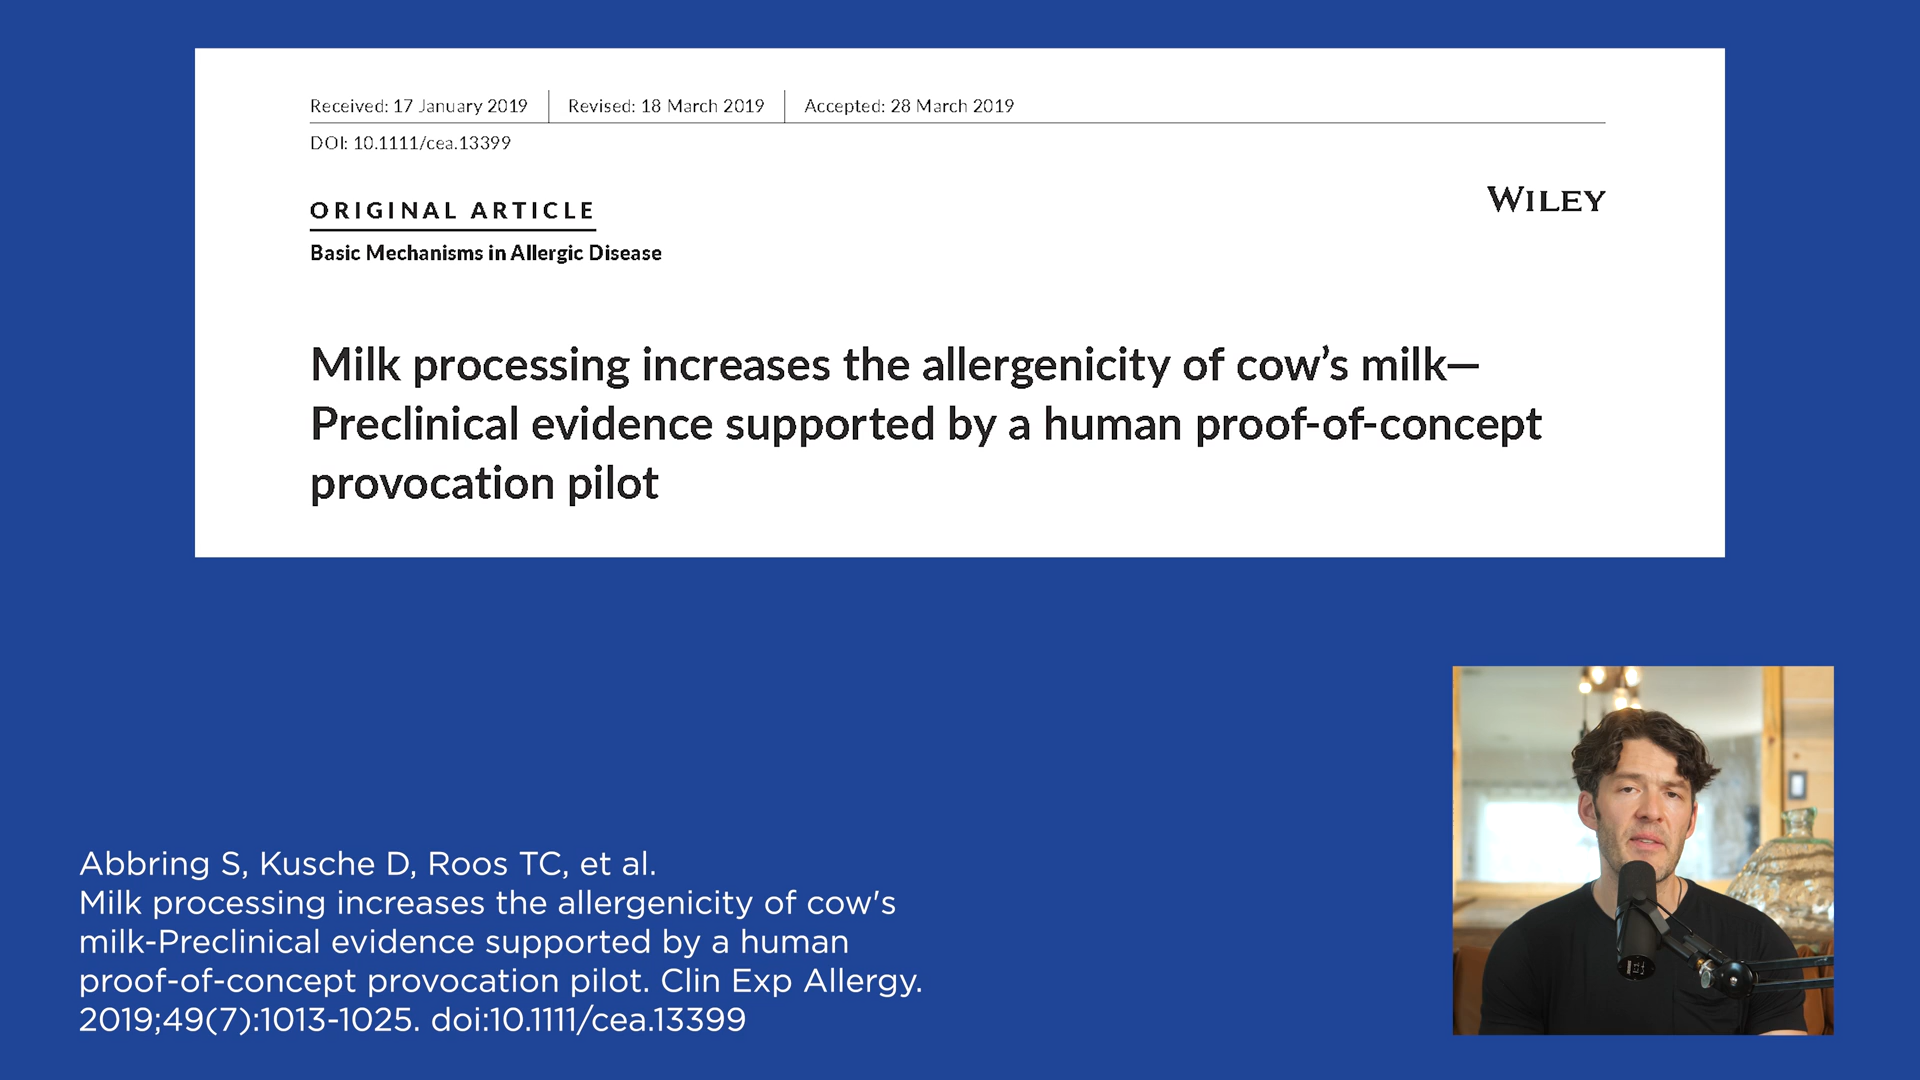 Received: 17 January 2019 | Revised: 18 March 2019 | Accepted: 28 March 2019
DOI: 10.1111/cea.13399
WILEY
ORIGINAL ARTICLE
Basic Mechanisms in Allergic Disease
Milk processing increases the allergenicity of cow’s milk—
Preclinical evidence supported by a human proof-of-concept
provocation pilot
Abbring S, Kusche D, Roos TC, et al.
Milk processing increases the allergenicity of cow's
milk-Preclinical evidence supported by a human
proof-of-concept provocation pilot. Clin Exp Allergy.
2019;49(7):1013-1025. doi:10.1111/cea.13399